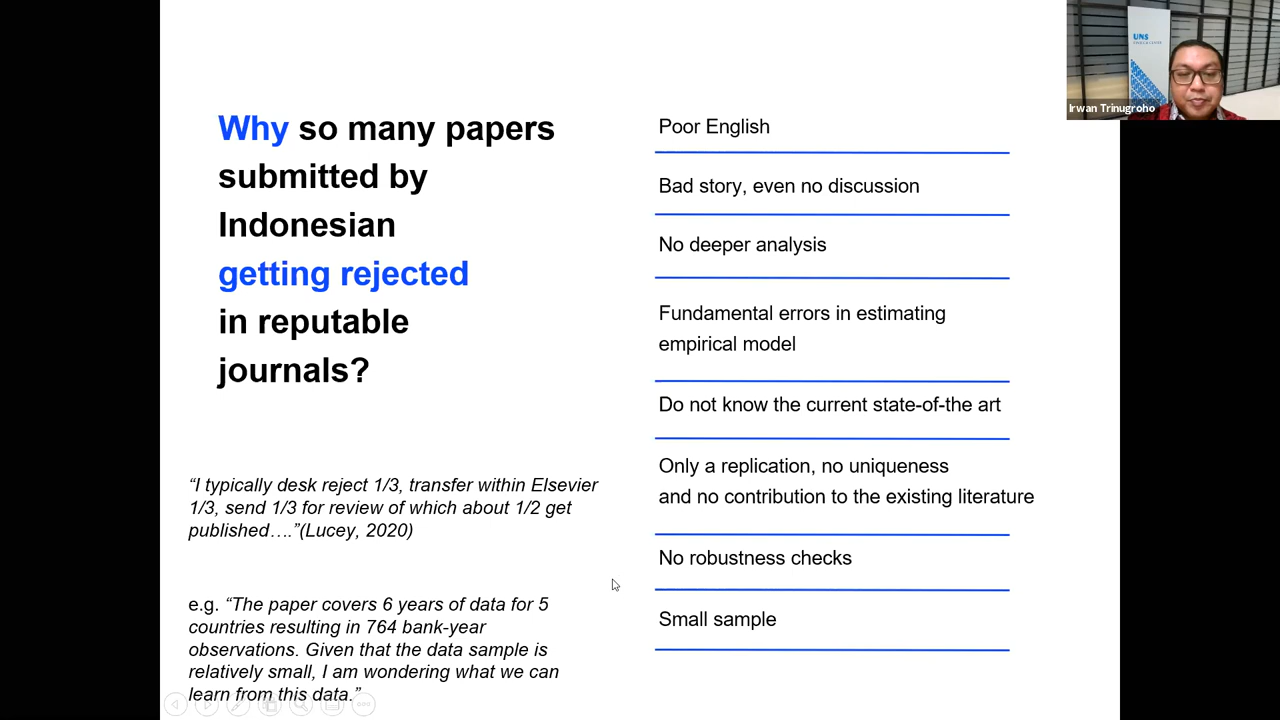 Why so many papers
submitted by
Indonesian
getting rejected
in reputable
journals?
“I typically desk reject 1/3, transfer within Elsevier
1/3, send 1/3 for review of which about 1/2 get
published….”(Lucey, 2020)
e.g. “The paper covers 6 years of data for 5
countries resulting in 764 bank-year
observations. Given that the data sample is
relatively small, I am wondering what we can
learn from this data.”
Poor English
Bad story, even no discussion
No deeper analysis
Fundamental errors in estimating
empirical model
Do not know the current state-of-the art
Only a replication, no uniqueness
and no contribution to the existing literature
No robustness checks
Small sample
UNS
Irwan Trinugroho